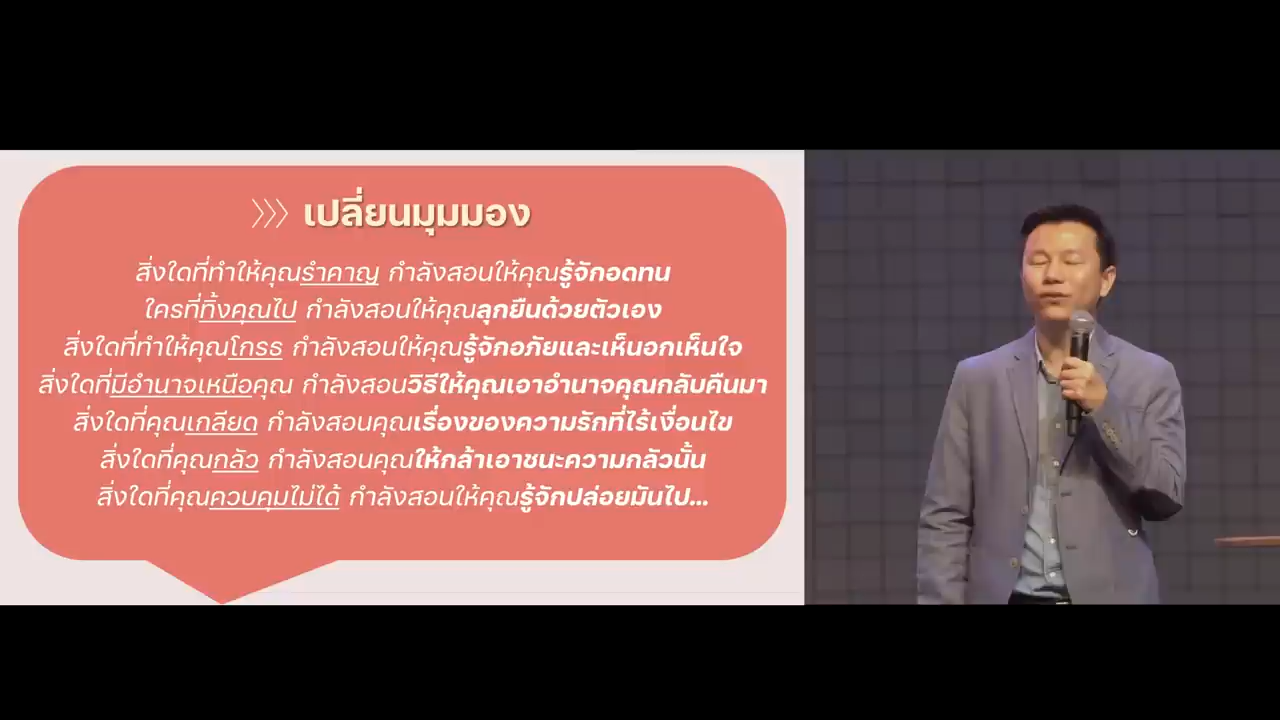 เปลี่ยนมุมมอง
สิ่งใดที่ทำให้คุณรำคาญ กำลังสอนให้คุณรู้จักอดทน
ใครที่ทิ้งคุณไป กำลังสอนให้คุณลุกยืนด้วยตัวเอง
สิ่งใดที่ทำให้คุณโกรธ กำลังสอนให้คุณรู้จักอภัยและเห็นอกเห็นใจ
สิ่งใดที่มีอำนาจเหนือคุณ กำลังสอนวิธีให้คุณเอาอำนาจคุณกลับคืนมา
สิ่งใดที่คุณเกลียด กำลังสอนคุณเรื่องของความรักที่ไร้เงื่อนไข
สิ่งใดที่คุณกลัว กำลังสอนคุณให้กล้าเอาชนะความกลัวนั้น
สิ่งใดที่คุณควบคุมไม่ได้ กำลังสอนให้คุณรู้จักปล่อยมันไป...